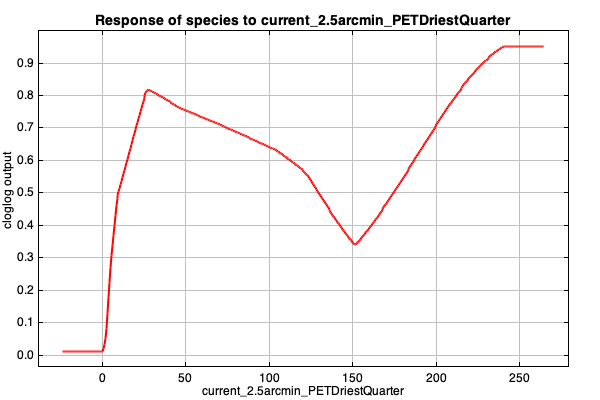 Response of species to current_2.5arcmin_PETDriestQuarter
0.9
0.8
0.7
0.6
0.5
0.4
0.3
0.2
0.1
0.0
cloglog output
0 50 100 150 200 250
current_2.5arcmin_PETDriestQuarter